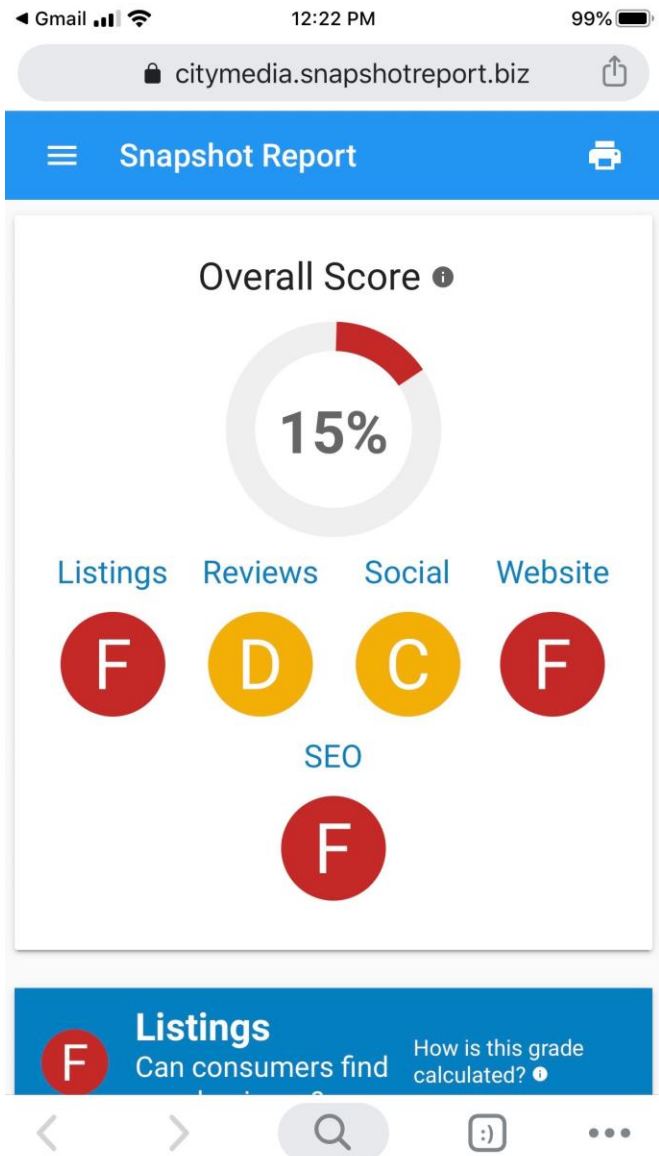 Gmail 12:22 PM 99%
citymedia.snapshotreport.biz
Snapshot Report
Overall Score
15%
Listings Reviews Social Website
F D C F
SEO
F
Listings
F
Can consumers find
How is this grade
calculated?
:)